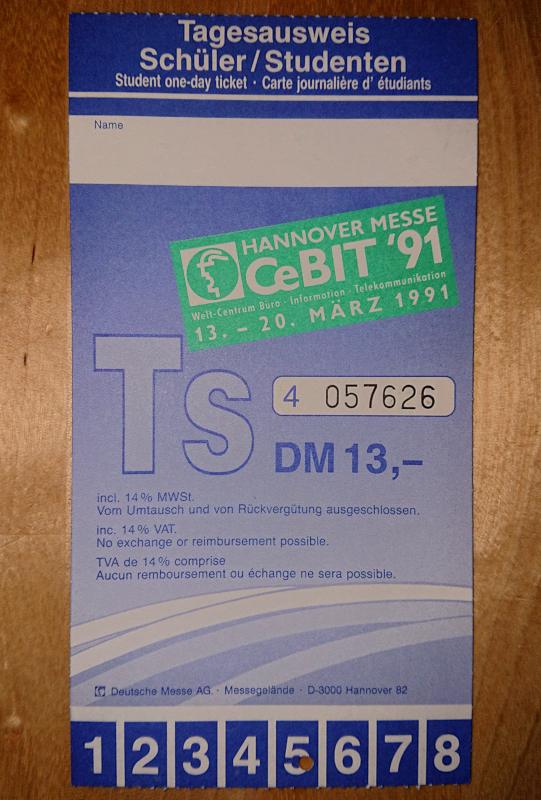 Tagesausweis
Schüler/Studenten
Student one-day ticket · Carte journalière d' étudiants
Name
HANNOVER MESSE
CeBIT '91
Welt-Centrum Büro · Information · Telekommunikation
13. – 20. MÄRZ 1991
TS
4 057626
DM 13,–
incl. 14% MWSt.
Vom Umtausch und von Rückvergütung ausgeschlossen.
inc. 14% VAT.
No exchange or reimbursement possible.
TVA de 14% comprise
Aucun remboursement ou échange ne sera possible.
Deutsche Messe AG. · Messegelände · D-3000 Hannover 82
1 2 3 4 5 6 7 8